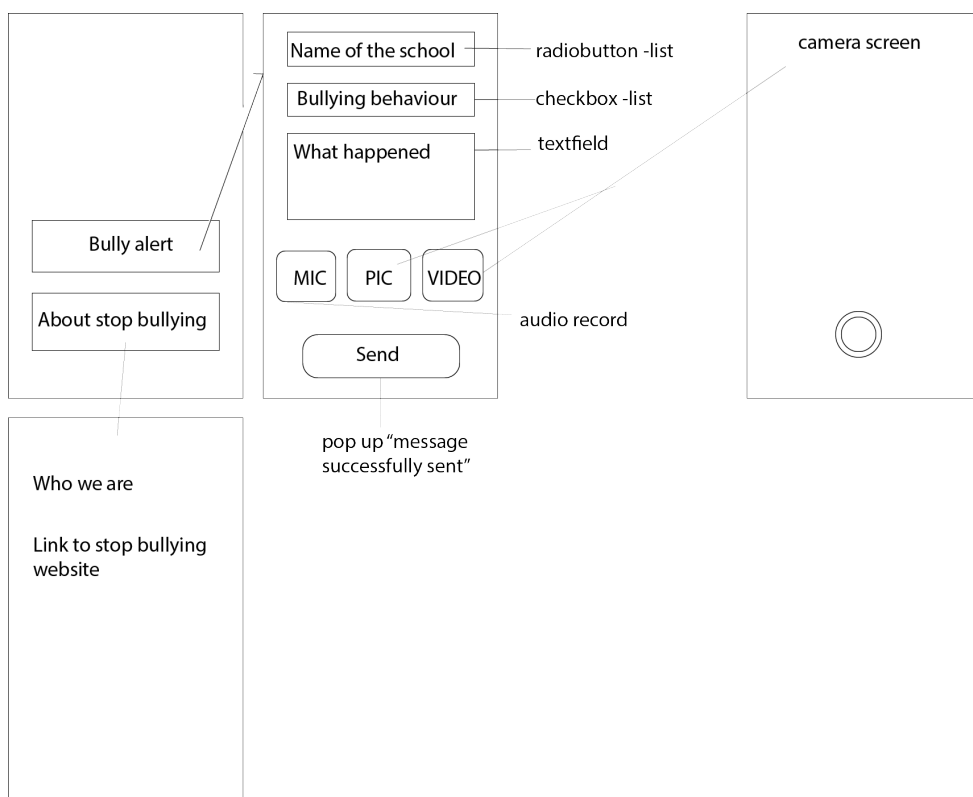 Bully alert
About stop bullying
Name of the school
radiobutton -list
Bullying behaviour
checkbox -list
What happened
textfield
MIC
PIC
VIDEO
audio record
Send
pop up “message
successfully sent”
camera screen
Who we are
Link to stop bullying
website